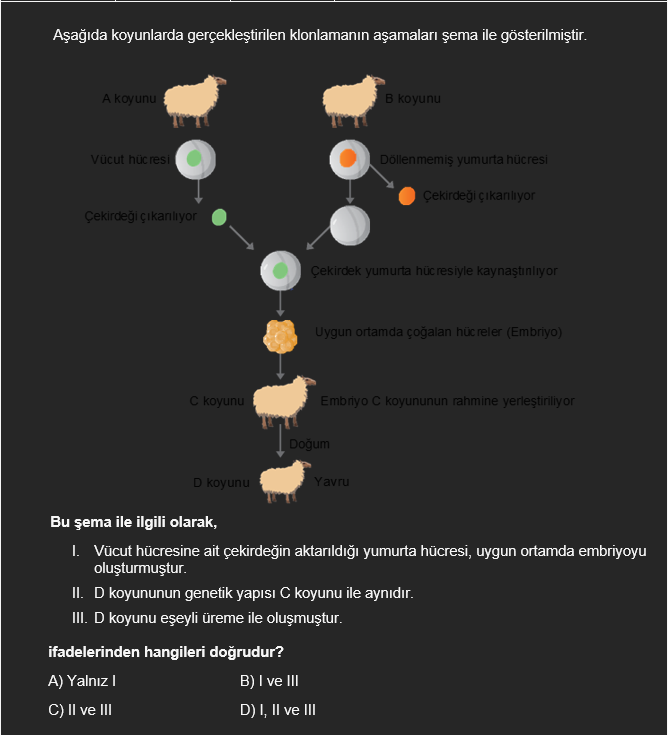 Aşağıda koyunlarda gerçekleştirilen klonlamanın aşamaları şema ile gösterilmiştir.
A koyunu
B koyunu
Vücut hücresi
Döllenmemiş yumurta hücresi
Çekirdeği çıkarılıyor
Çekirdeği çıkarılıyor
Çekirdek yumurta hücresiyle kaynaştırılıyor
Uygun ortamda çoğalan hücreler (Embriyo)
C koyunu
Embriyo C koyununun rahmine yerleştiriliyor
Doğum
D koyunu
Yavru
Bu şema ile ilgili olarak,
I. Vücut hücresine ait çekirdeğin aktarıldığı yumurta hücresi, uygun ortamda embriyoyu
oluşturmuştur.
II. D koyununun genetik yapısı C koyunu ile aynıdır.
III. D koyunu eşeyli üreme ile oluşmuştur.
ifadelerinden hangileri doğrudur?
A) Yalnız I
B) I ve III
C) II ve III
D) I, II ve III